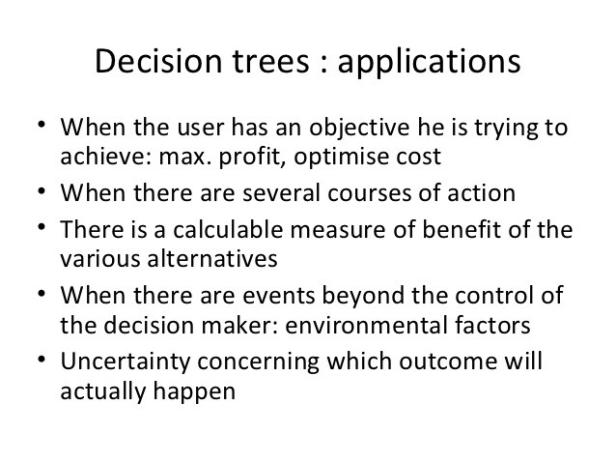 Decision trees : applications
• When the user has an objective he is trying to
achieve: max. profit, optimise cost
• When there are several courses of action
• There is a calculable measure of benefit of the
various alternatives
• When there are events beyond the control of
the decision maker: environmental factors
• Uncertainty concerning which outcome will
actually happen